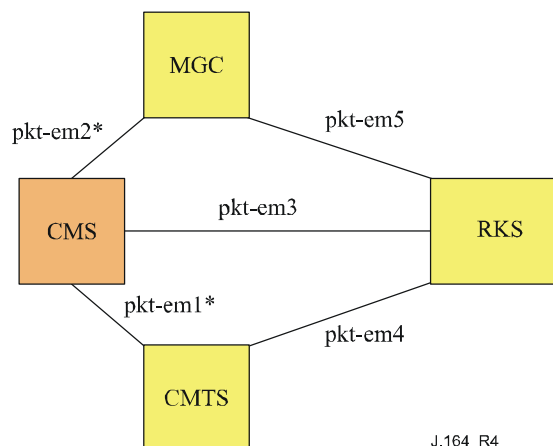 MGC
pkt-em2*
pkt-em5
CMS
pkt-em3
RKS
pkt-em1*
pkt-em4
CMTS
J.164_R4